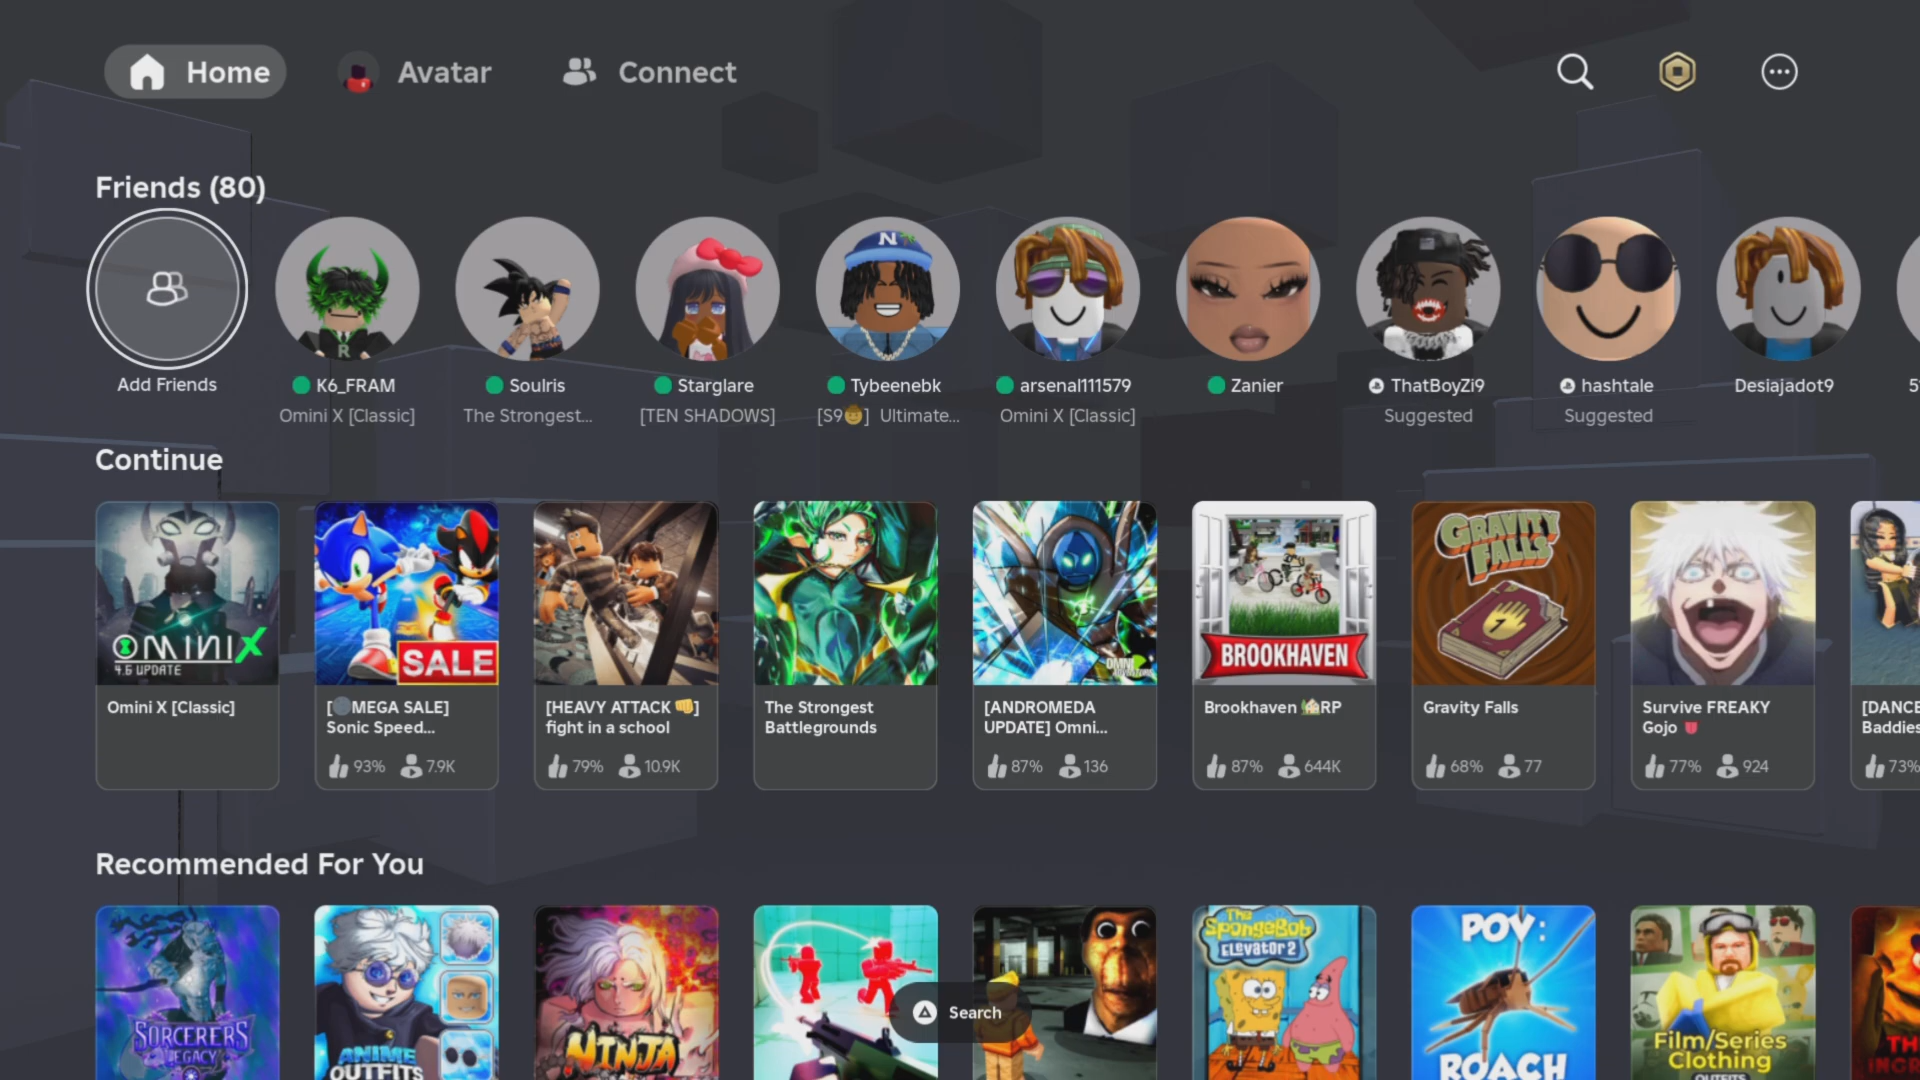 Home
Avatar
Connect
Friends (80)
N
R
Add Friends
K6_FRAM
Soulris
Starglare
Tybeenebk
arsenal111579
Zanier
ThatBoyZi9
hashtale
Desiajadot9
Omini X [Classic]
The Strongest...
[TEN SHADOWS]
[S9😡] Ultimate...
Omini X [Classic]
Suggested
Suggested
Continue
OMINIX
4.6 UPDATE
SALE
BROOKHAVEN
GRAVITY
FALLS
1
Omini X [Classic]
[🌑MEGA SALE]
Sonic Speed...
[HEAVY ATTACK 👊]
fight in a school
The Strongest
Battlegrounds
[ANDROMEDA
UPDATE] Omni...
Brookhaven 🏡RP
Gravity Falls
Survive FREAKY
Gojo 👅
[DANCE
Baddies
93% 7.9K
79% 10.9K
87% 136
87% 644K
68% 77
77% 924
73%
Recommended For You
SORCERERS
LEGACY
ANIME
OUTFITS
NINJA
Search
The
SpongeBob
Elevator 2
POV:
ROACH
Film/Series
Clothing
OUTFITS